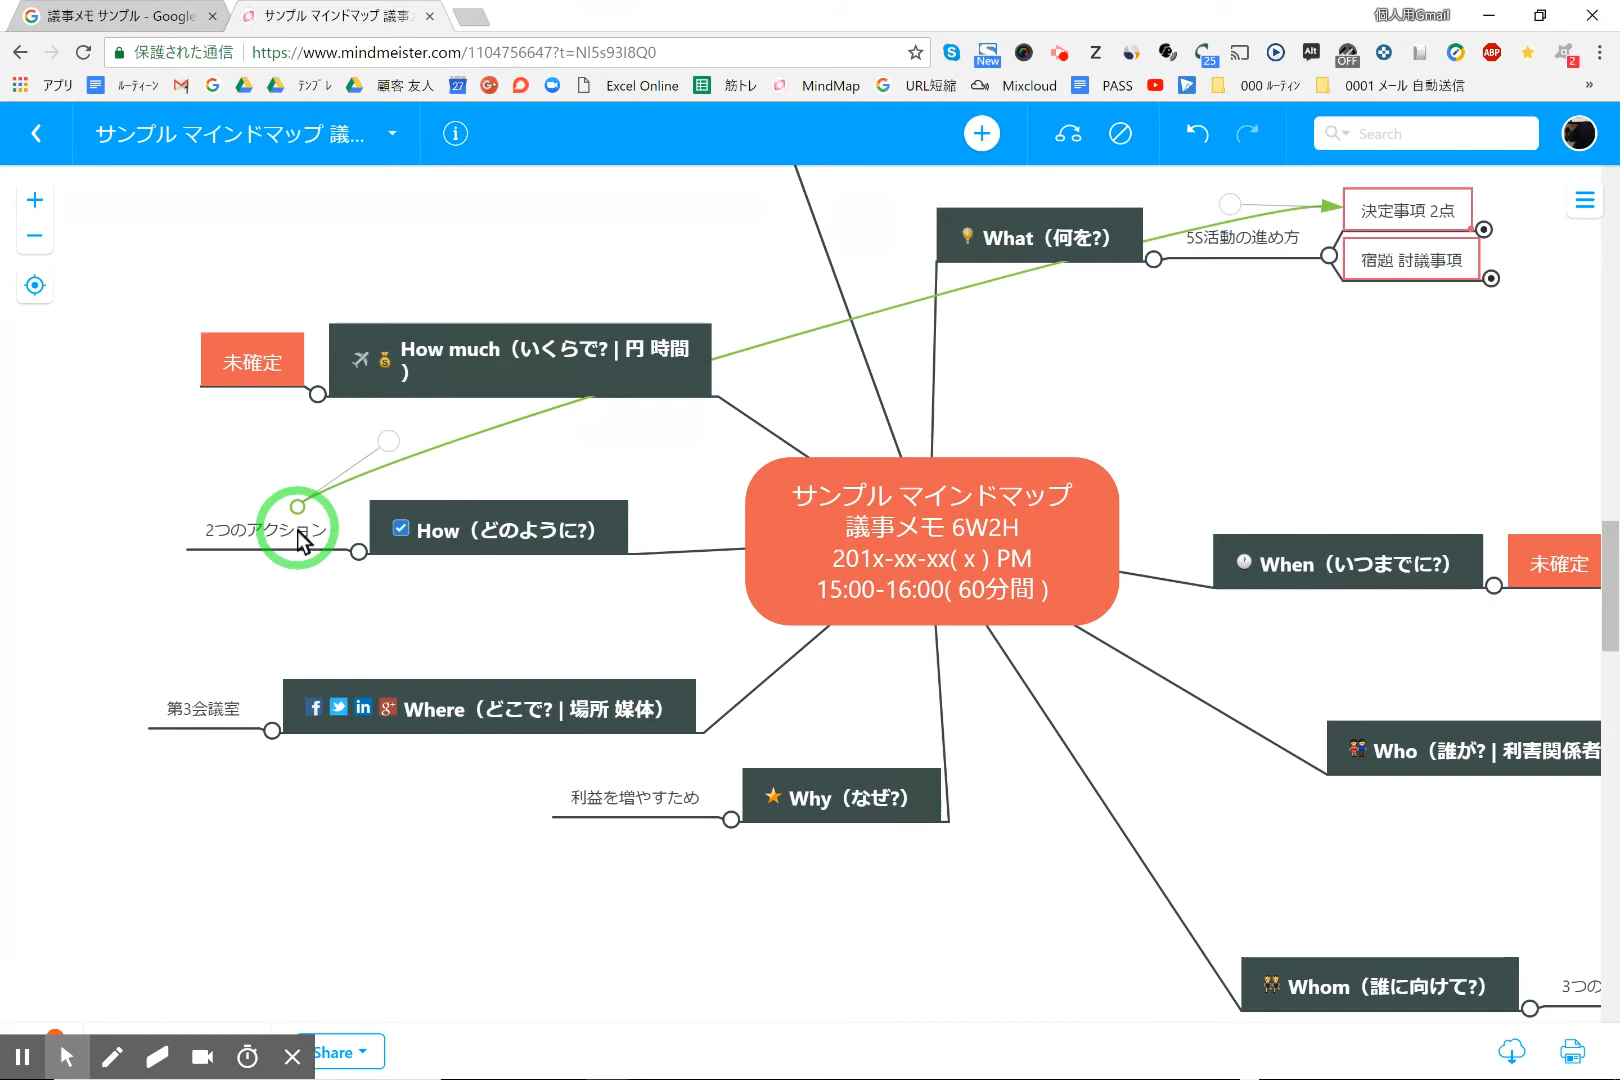 議事メモ サンプル - Google
サンプル マインドマップ 議事
個人用Gmail
保護された通信
https://www.mindmeister.com/1104756647?t=Nl5s93I8Q0
New
25
Alt
OFF
ABP
2
アプリ
ルーティーン
テンプレ
顧客 友人
27
Excel Online
筋トレ
MindMap
URL短縮
Mixcloud
PASS
000 ルーティン
0001 メール 自動送信
サンプル マインドマップ 議...
Search
What（何を?）
5S活動の進め方
決定事項 2点
宿題 討議事項
未確定
How much（いくらで? | 円 時間
）
2つのアクション
How（どのように?）
サンプル マインドマップ
議事メモ 6W2H
201x-xx-xx( x ) PM
15:00-16:00( 60分間 )
When（いつまでに?）
未確定
第3会議室
Where（どこで? | 場所 媒体）
Who（誰が? | 利害関係者
利益を増やすため
Why（なぜ?）
Whom（誰に向けて?）
3つの
Share